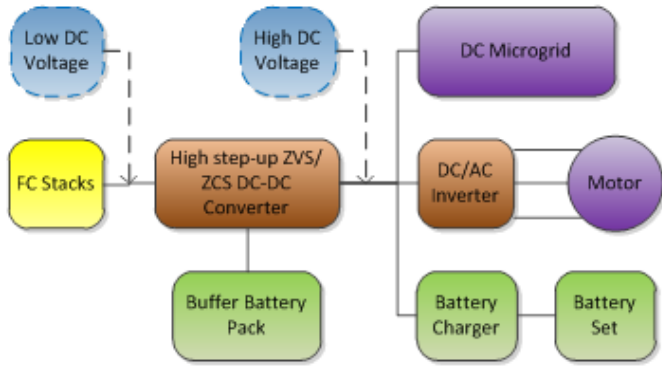 Low DC
Voltage
High DC
Voltage
DC Microgrid
FC Stacks
High step-up ZVS/
ZCS DC-DC
Converter
DC/AC
Inverter
Motor
Buffer Battery
Pack
Battery
Charger
Battery
Set